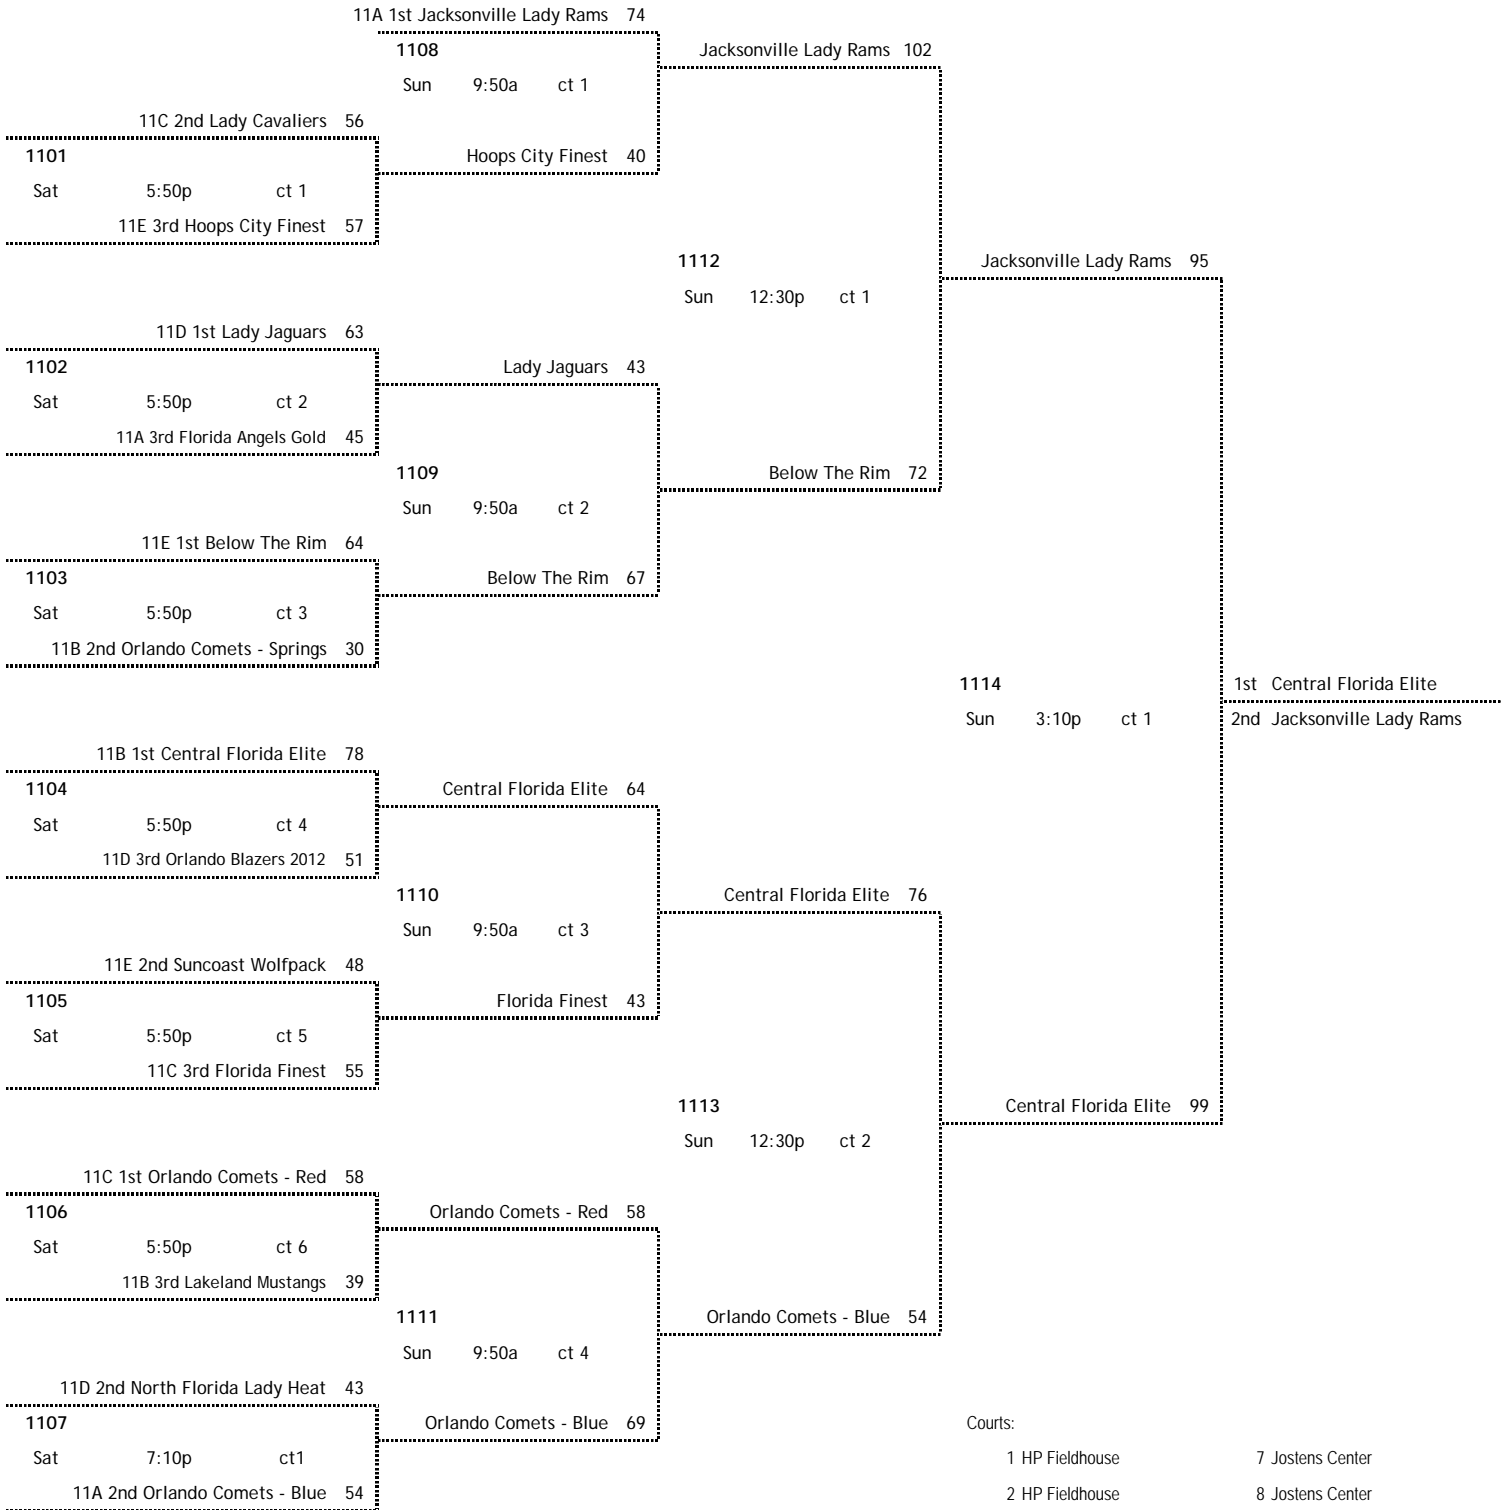 11A 1st Jacksonville Lady Rams 74
1108 Jacksonville Lady Rams 102
Sun 9:50a ct 1
11C 2nd Lady Cavaliers 56
1101 Hoops City Finest 40
Sat 5:50p ct 1
11E 3rd Hoops City Finest 57
1112 Jacksonville Lady Rams 95
Sun 12:30p ct 1
11D 1st Lady Jaguars 63
1102 Lady Jaguars 43
Sat 5:50p ct 2
11A 3rd Florida Angels Gold 45
1109 Below The Rim 72
Sun 9:50a ct 2
11E 1st Below The Rim 64
1103 Below The Rim 67
Sat 5:50p ct 3
11B 2nd Orlando Comets - Springs 30
1114 1st Central Florida Elite
Sun 3:10p ct 1 2nd Jacksonville Lady Rams
11B 1st Central Florida Elite 78
1104 Central Florida Elite 64
Sat 5:50p ct 4
11D 3rd Orlando Blazers 2012 51
1110 Central Florida Elite 76
Sun 9:50a ct 3
11E 2nd Suncoast Wolfpack 48
1105 Florida Finest 43
Sat 5:50p ct 5
11C 3rd Florida Finest 55
1113 Central Florida Elite 99
Sun 12:30p ct 2
11C 1st Orlando Comets - Red 58
1106 Orlando Comets - Red 58
Sat 5:50p ct 6
11B 3rd Lakeland Mustangs 39
1111 Orlando Comets - Blue 54
Sun 9:50a ct 4
11D 2nd North Florida Lady Heat 43
1107 Orlando Comets - Blue 69 Courts:
Sat 7:10p ct1 1 HP Fieldhouse 7 Jostens Center
11A 2nd Orlando Comets - Blue 54 2 HP Fieldhouse 8 Jostens Center